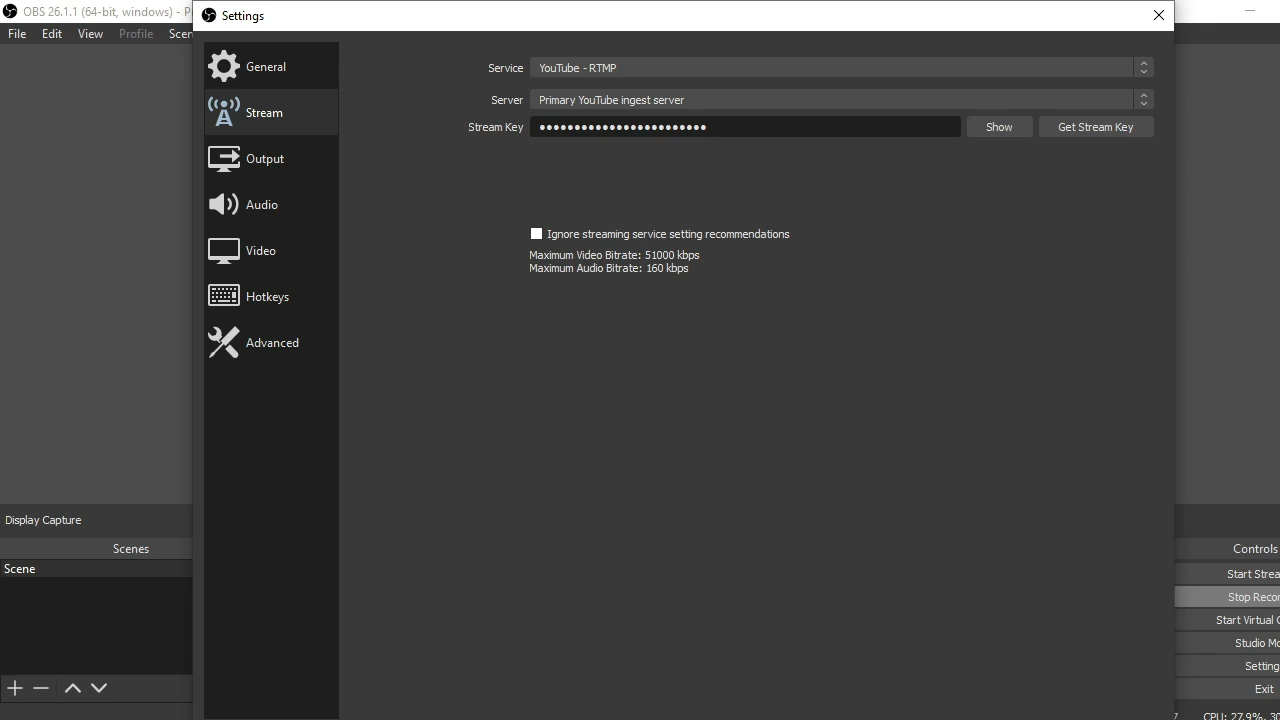 OBS 26.1.1 (64-bit, windows) - P
Settings
File Edit View Profile Scen
General
Stream
Output
Audio
Video
Hotkeys
Advanced
Service YouTube - RTMP
Server Primary YouTube ingest server
Stream Key ●●●●●●●●●●●●●●●●●●●●●●●● Show Get Stream Key
Ignore streaming service setting recommendations
Maximum Video Bitrate: 51000 kbps
Maximum Audio Bitrate: 160 kbps
Display Capture
Scenes
Scene
Controls
Start Strea
Stop Recor
Start Virtual C
Studio Mo
Setting
Exit
CPU: 27.9%, 30